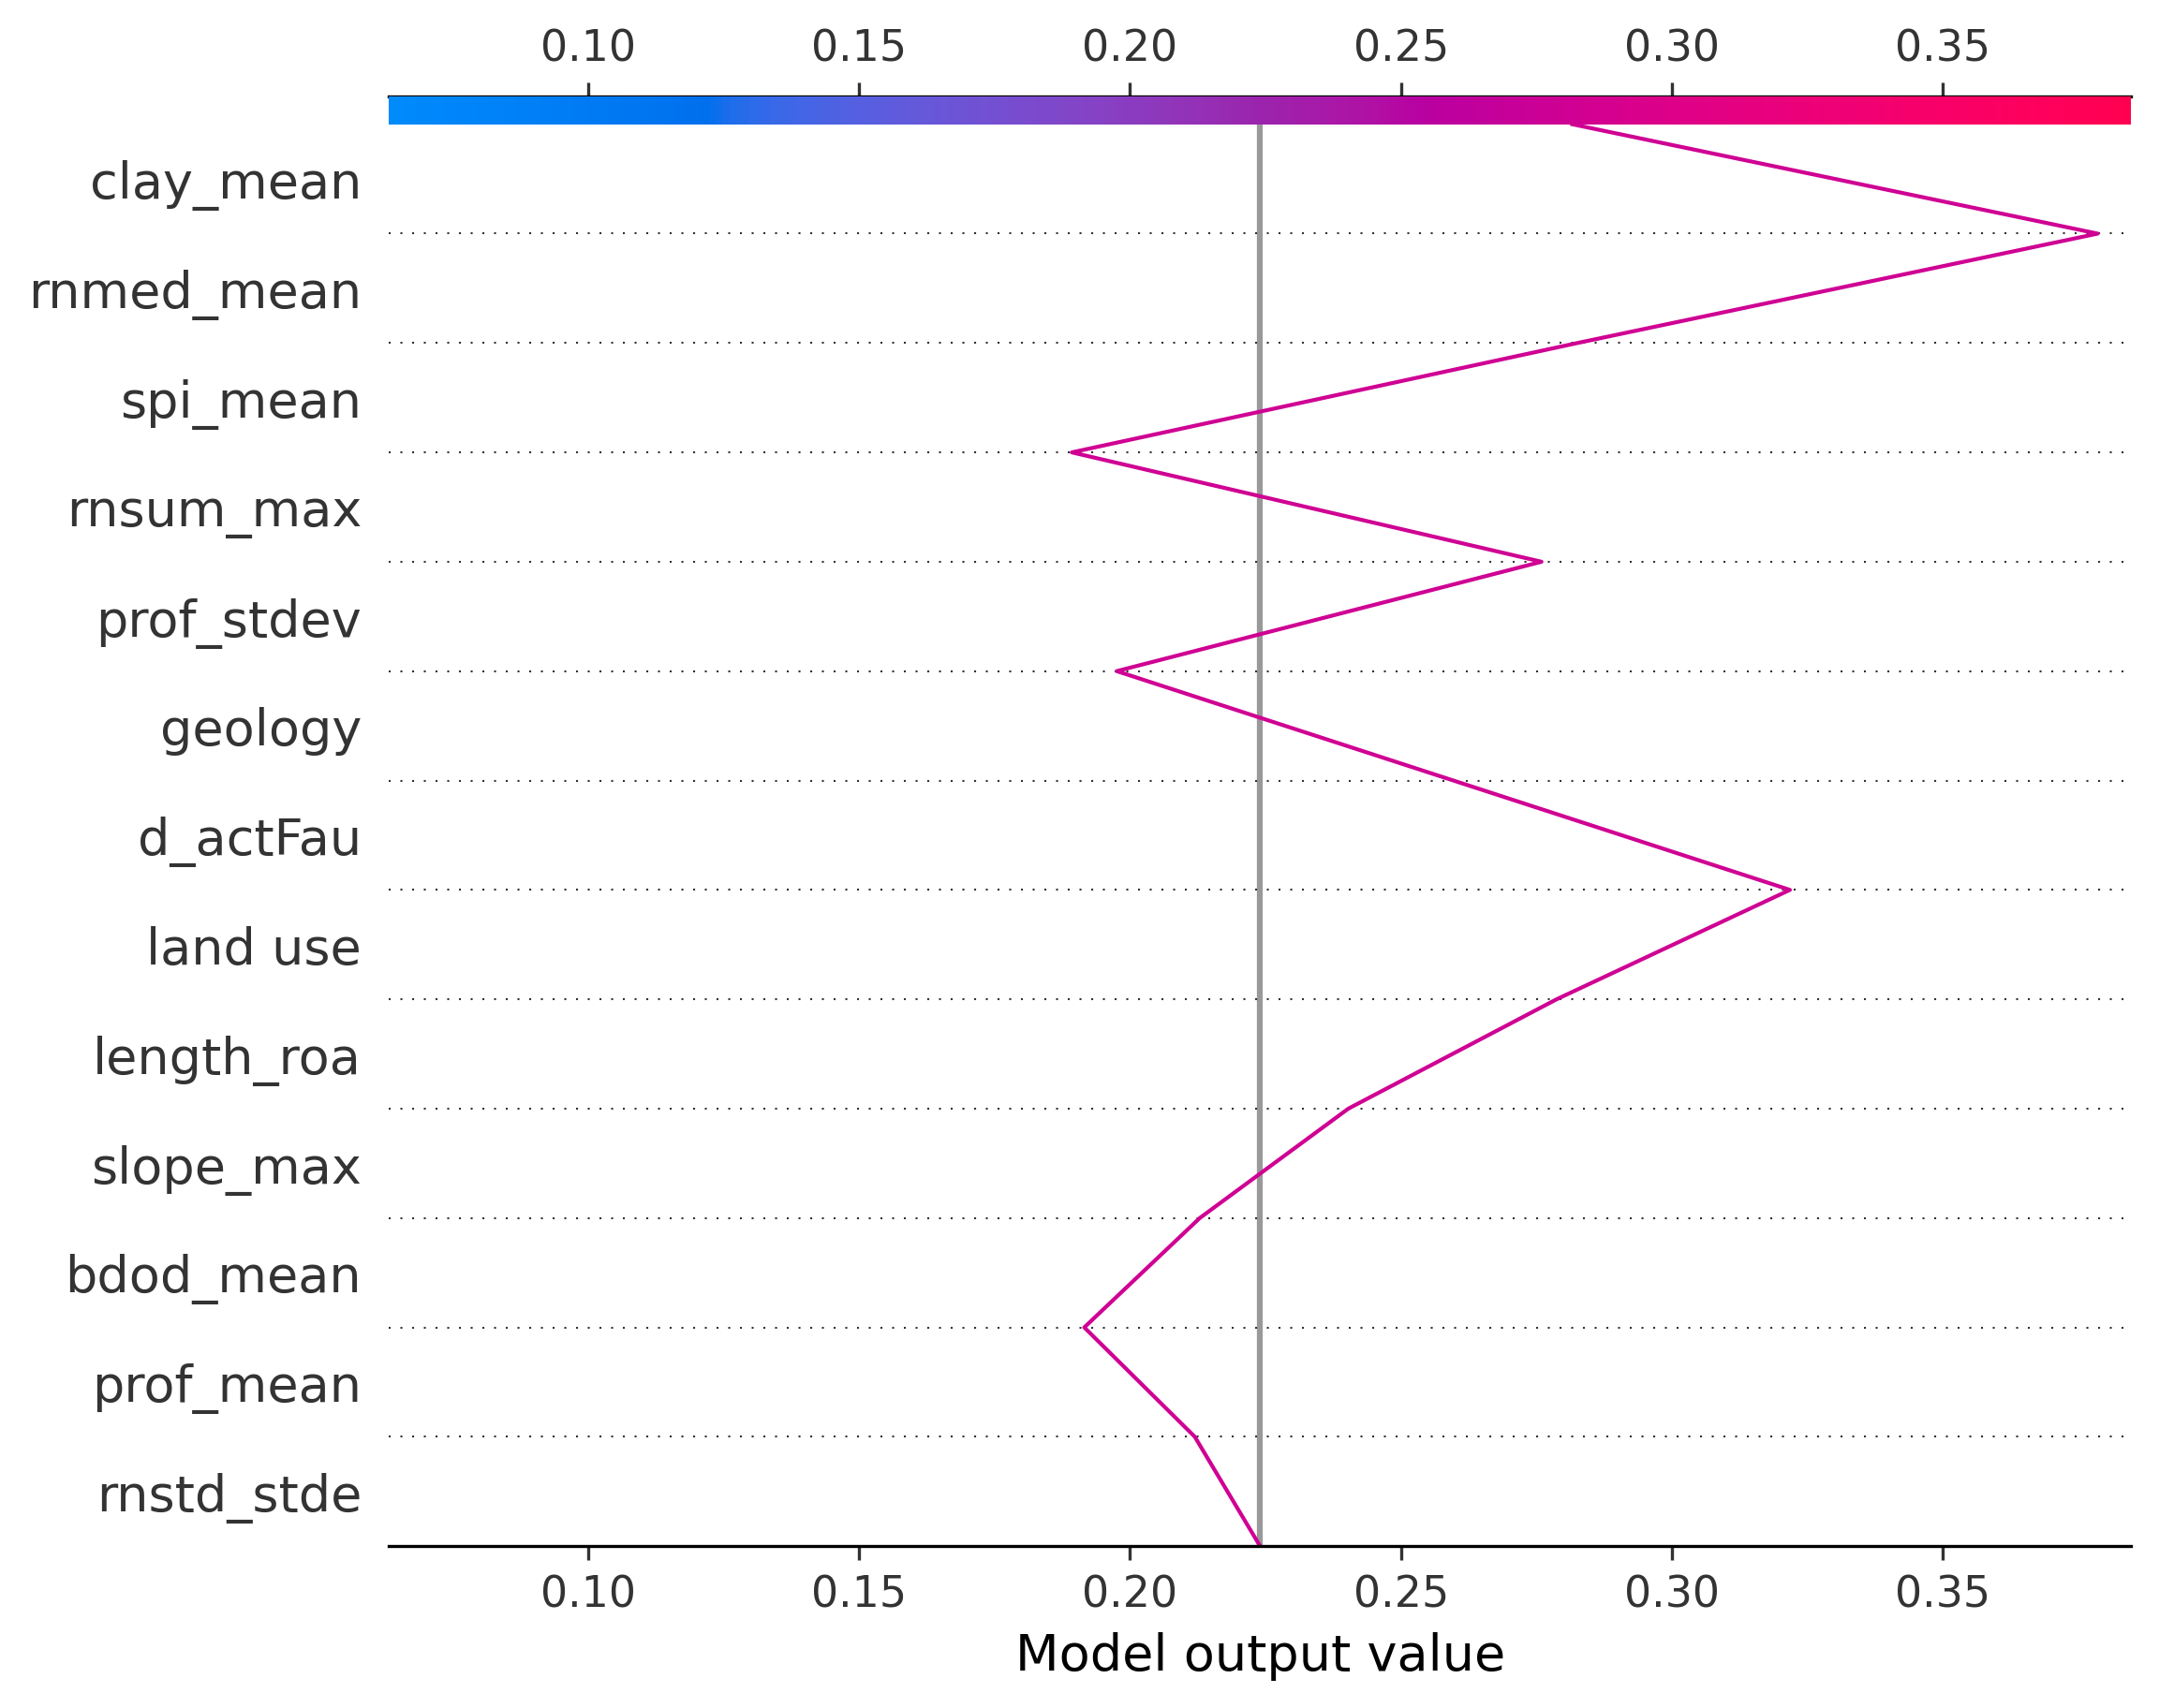 0.10 0.15 0.20 0.25 0.30 0.35
clay_mean
rnmed_mean
spi_mean
rnsum_max
prof_stdev
geology
d_actFau
land use
length_roa
slope_max
bdod_mean
prof_mean
rnstd_stde
0.10 0.15 0.20 0.25 0.30 0.35
Model output value